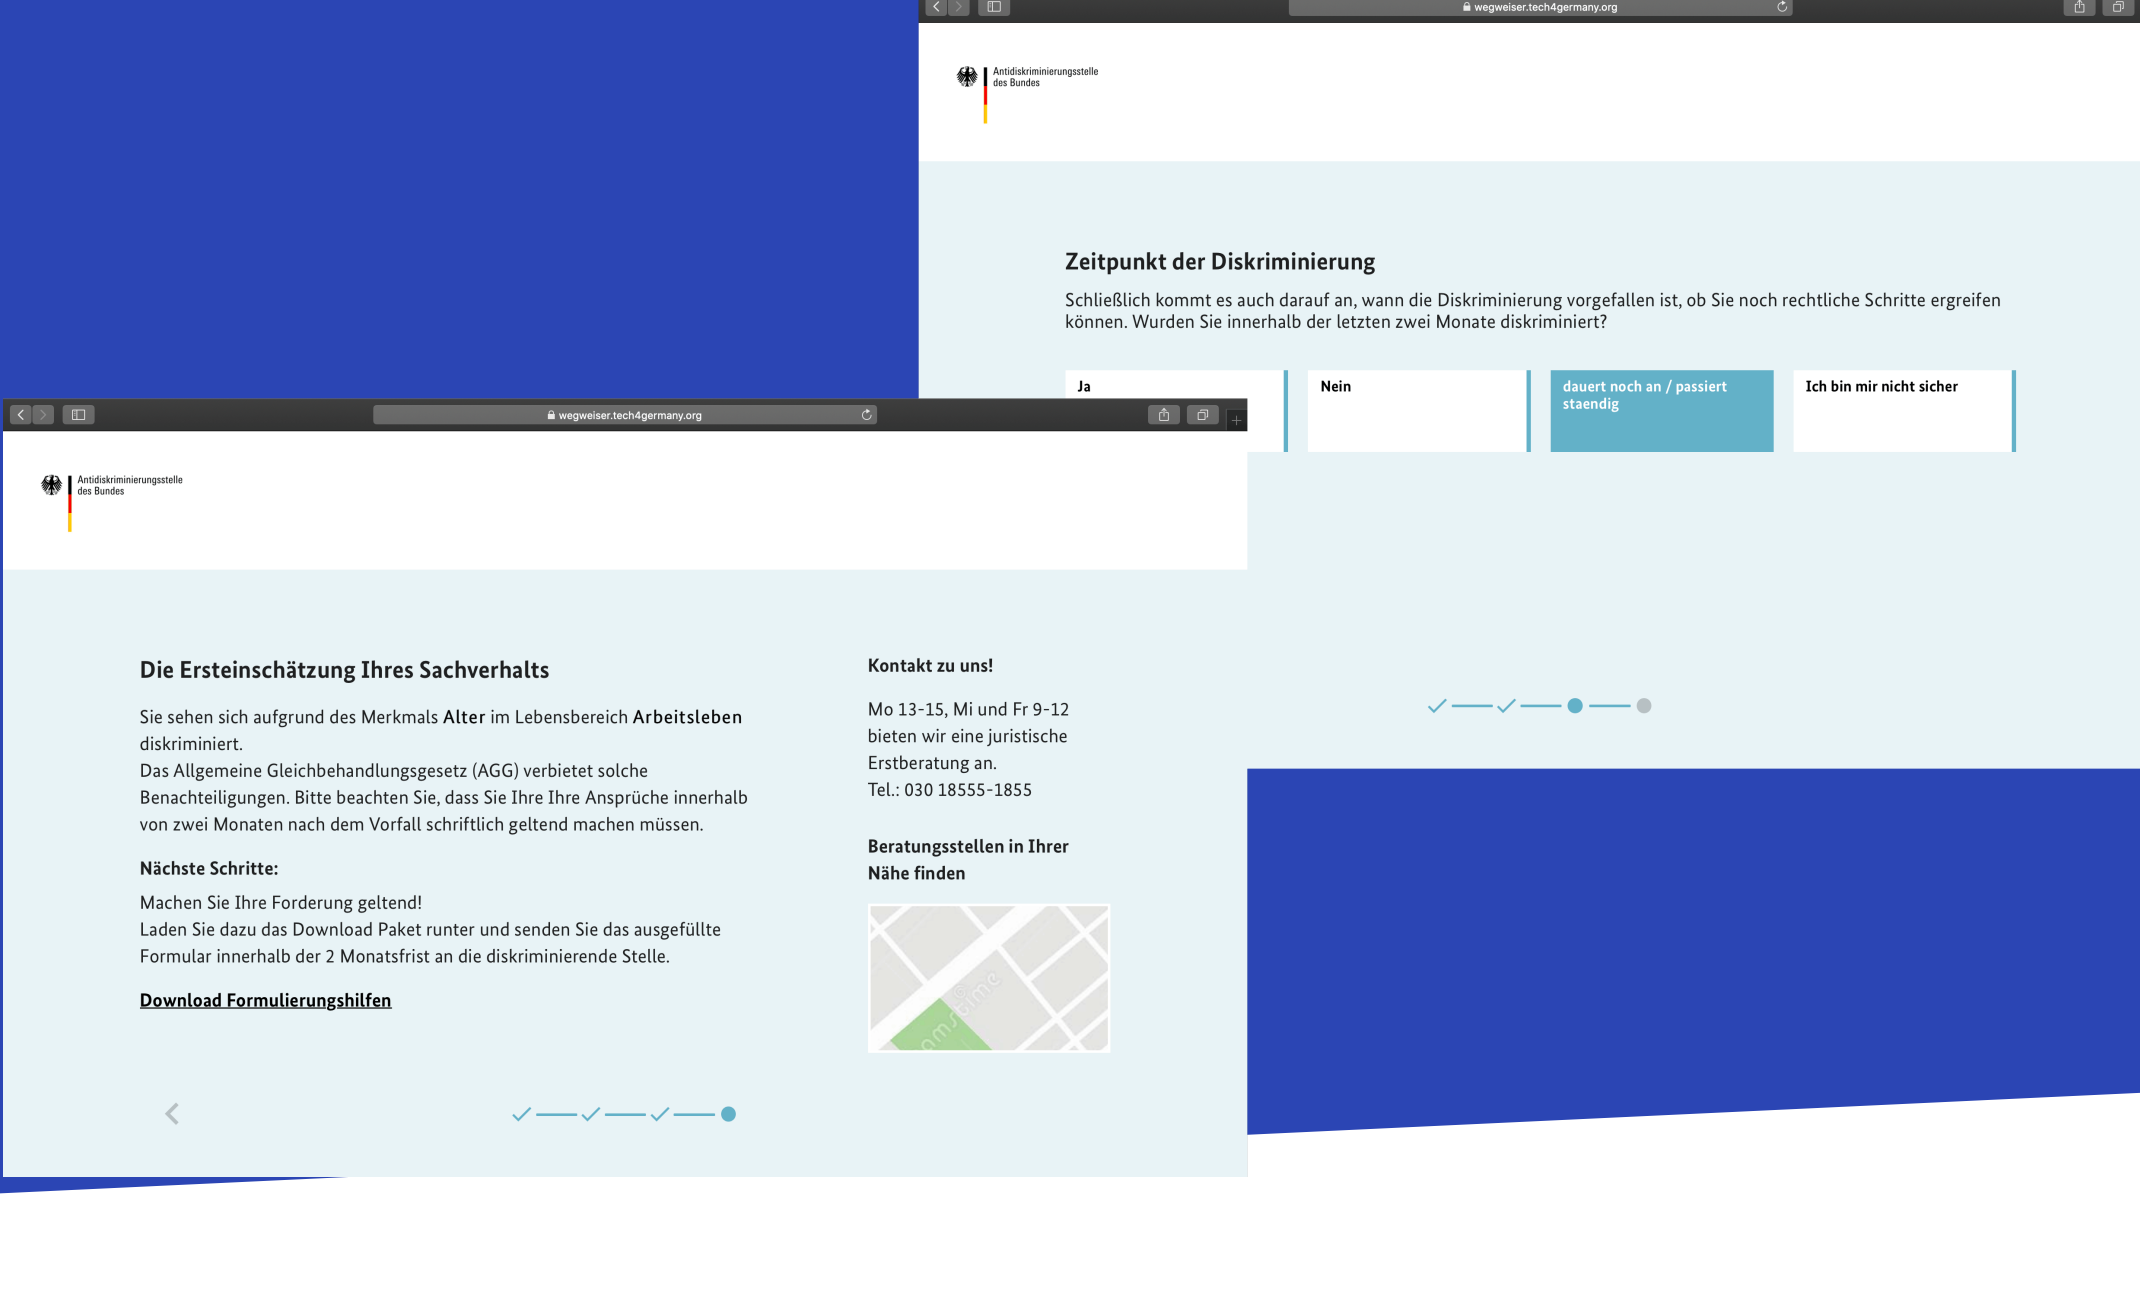 wegweiser.tech4germany.org
Antidiskriminierungsstelle
des Bundes
Zeitpunkt der Diskriminierung
Schließlich kommt es auch darauf an, wann die Diskriminierung vorgefallen ist, ob Sie noch rechtliche Schritte ergreifen
können. Wurden Sie innerhalb der letzten zwei Monate diskriminiert?
Ja
Nein
dauert noch an / passiert
staendig
Ich bin mir nicht sicher
wegweiser.tech4germany.org
Antidiskriminierungsstelle
des Bundes
Die Ersteinschätzung Ihres Sachverhalts
Sie sehen sich aufgrund des Merkmals Alter im Lebensbereich Arbeitsleben
diskriminiert.
Das Allgemeine Gleichbehandlungsgesetz (AGG) verbietet solche
Benachteiligungen. Bitte beachten Sie, dass Sie Ihre Ihre Ansprüche innerhalb
von zwei Monaten nach dem Vorfall schriftlich geltend machen müssen.
Nächste Schritte:
Machen Sie Ihre Forderung geltend!
Laden Sie dazu das Download Paket runter und senden Sie das ausgefüllte
Formular innerhalb der 2 Monatsfrist an die diskriminierende Stelle.
Download Formulierungshilfen
Kontakt zu uns!
Mo 13-15, Mi und Fr 9-12
bieten wir eine juristische
Erstberatung an.
Tel.: 030 18555-1855
Beratungsstellen in Ihrer
Nähe finden
amstime